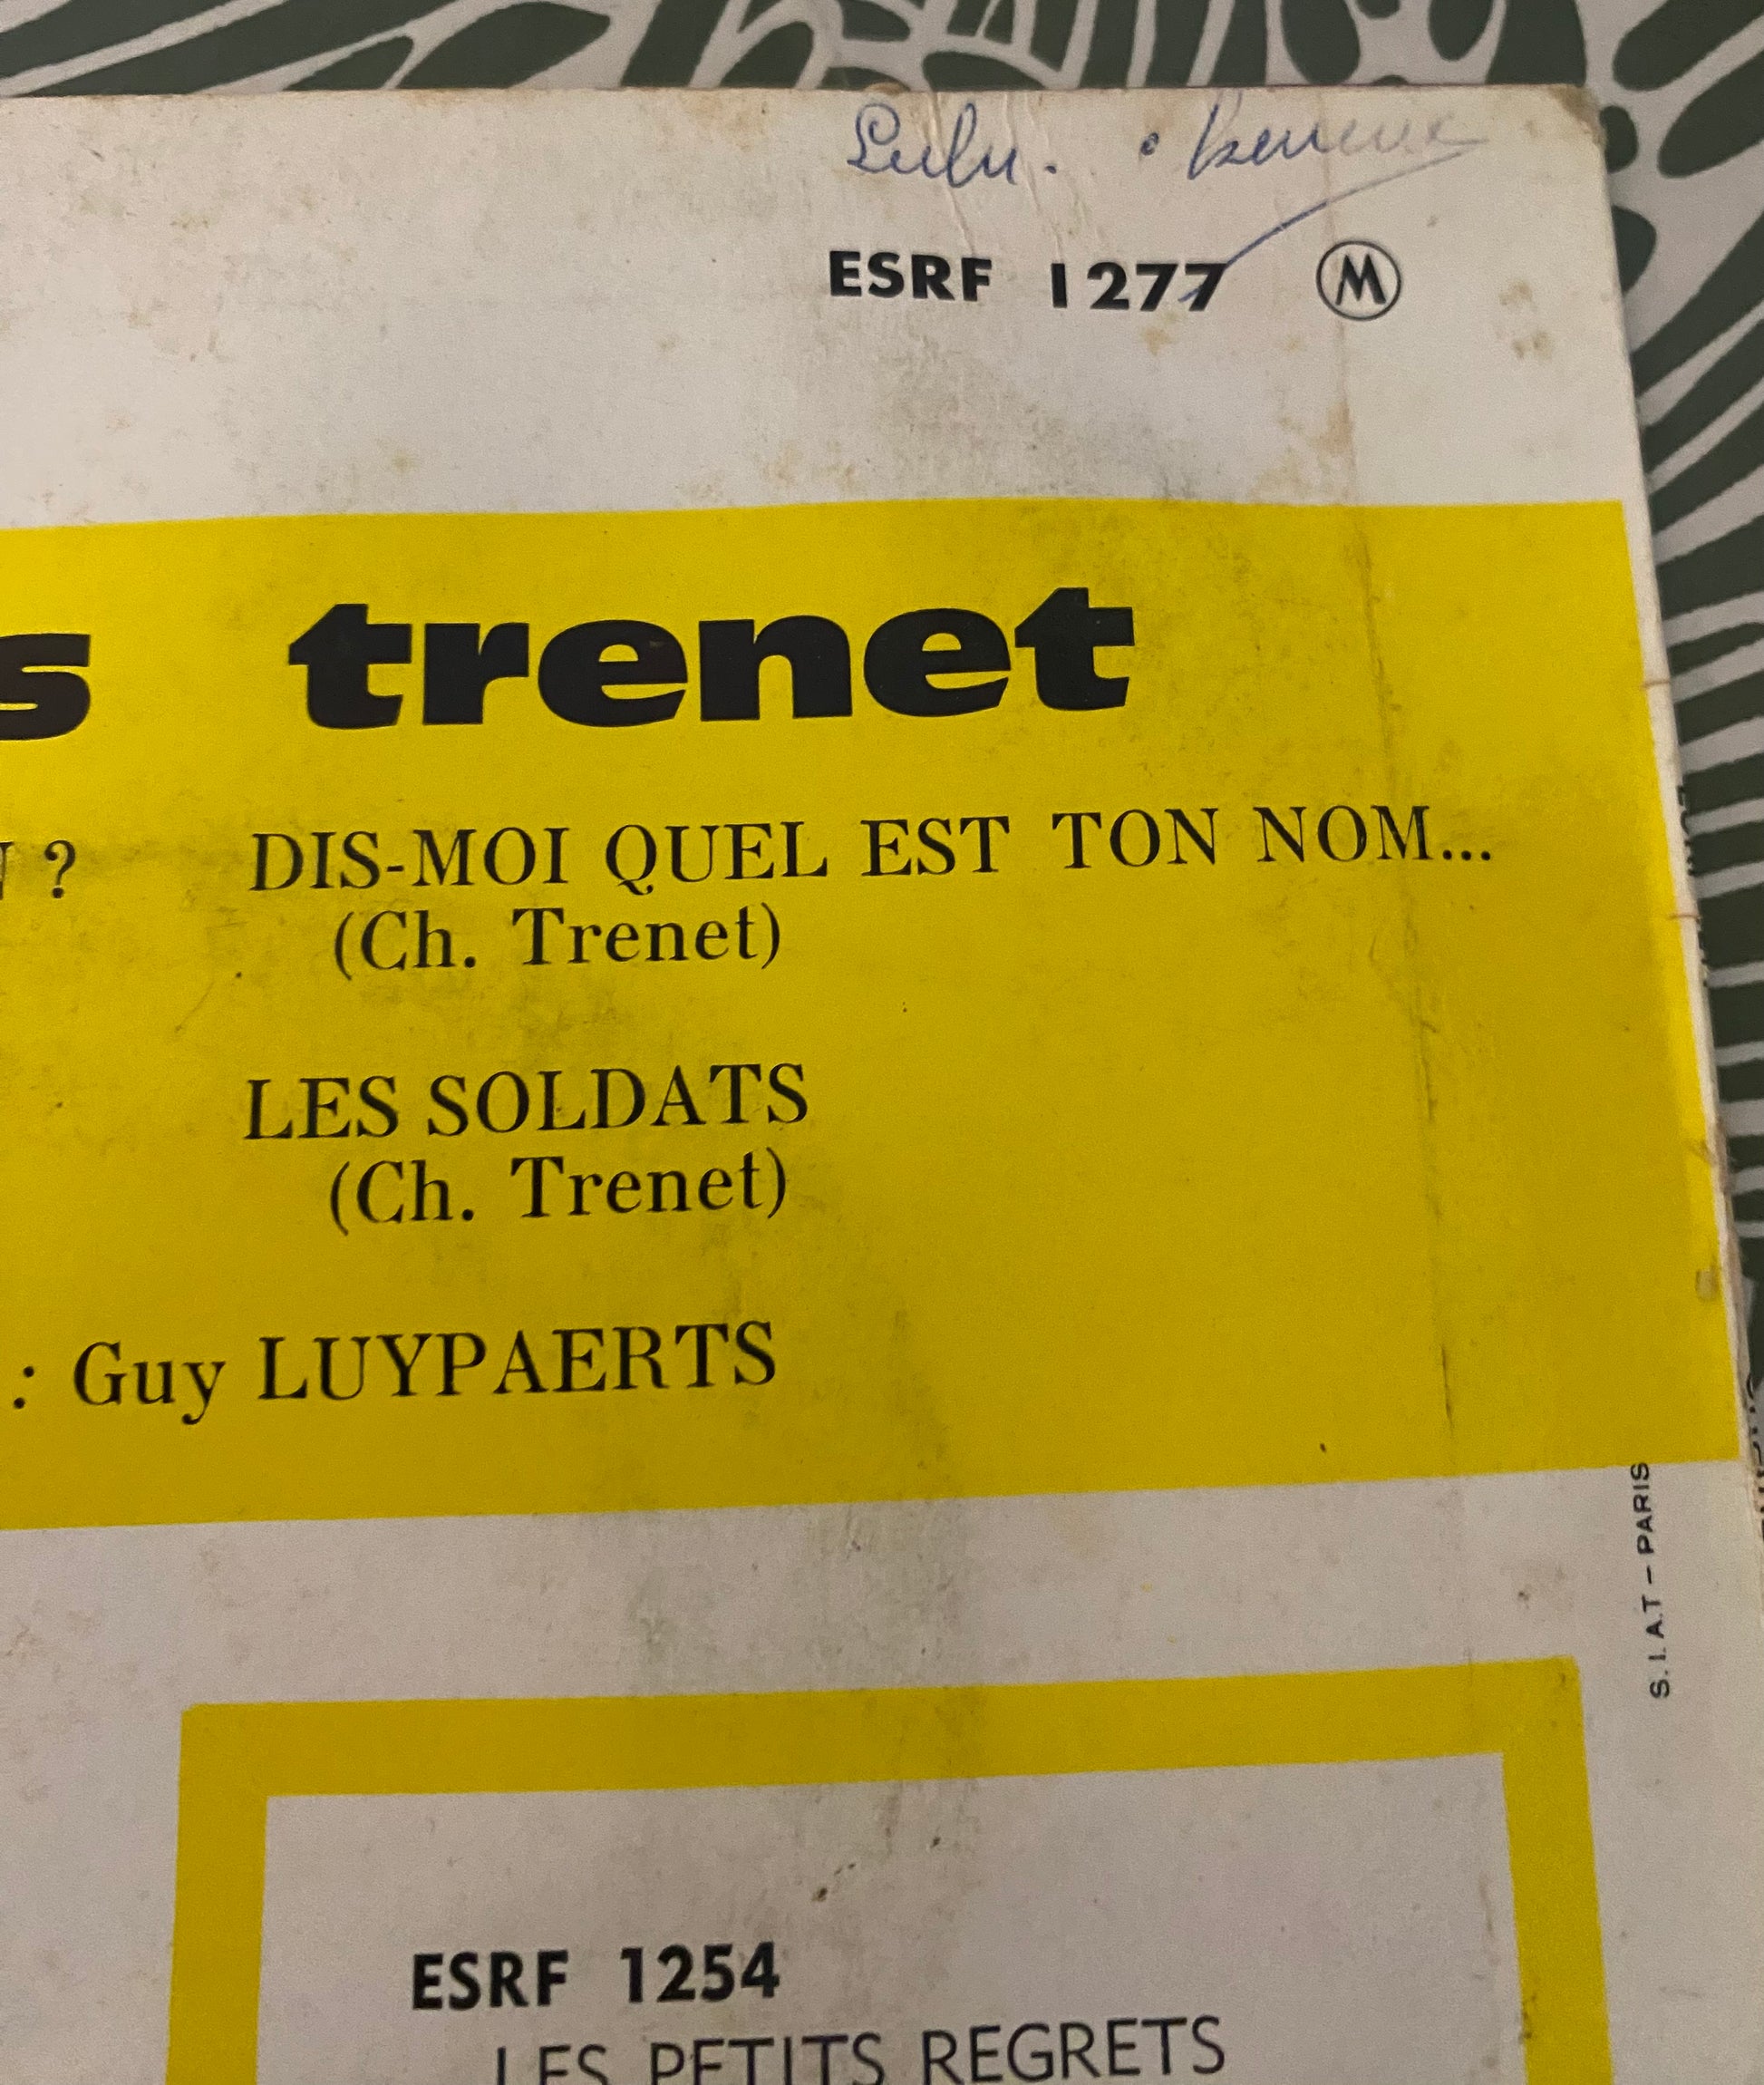 Lulu.
ESRF 1277 M
s trenet
?
DIS-MOI QUEL EST TON NOM...
(Ch. Trenet)
LES SOLDATS
(Ch. Trenet)
: Guy LUYPAERTS
S.I.A.T – PARIS
ESRF 1254
LES PETITS REGRETS